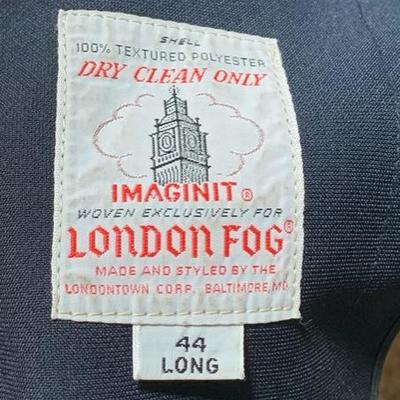 SHELL
100% TEXTURED POLYESTER
DRY CLEAN ONLY
IMAGINIT®
WOVEN EXCLUSIVELY FOR
LONDON FOG®
MADE AND STYLED BY THE
LONDONTOWN CORP. BALTIMORE, MD.
44
LONG